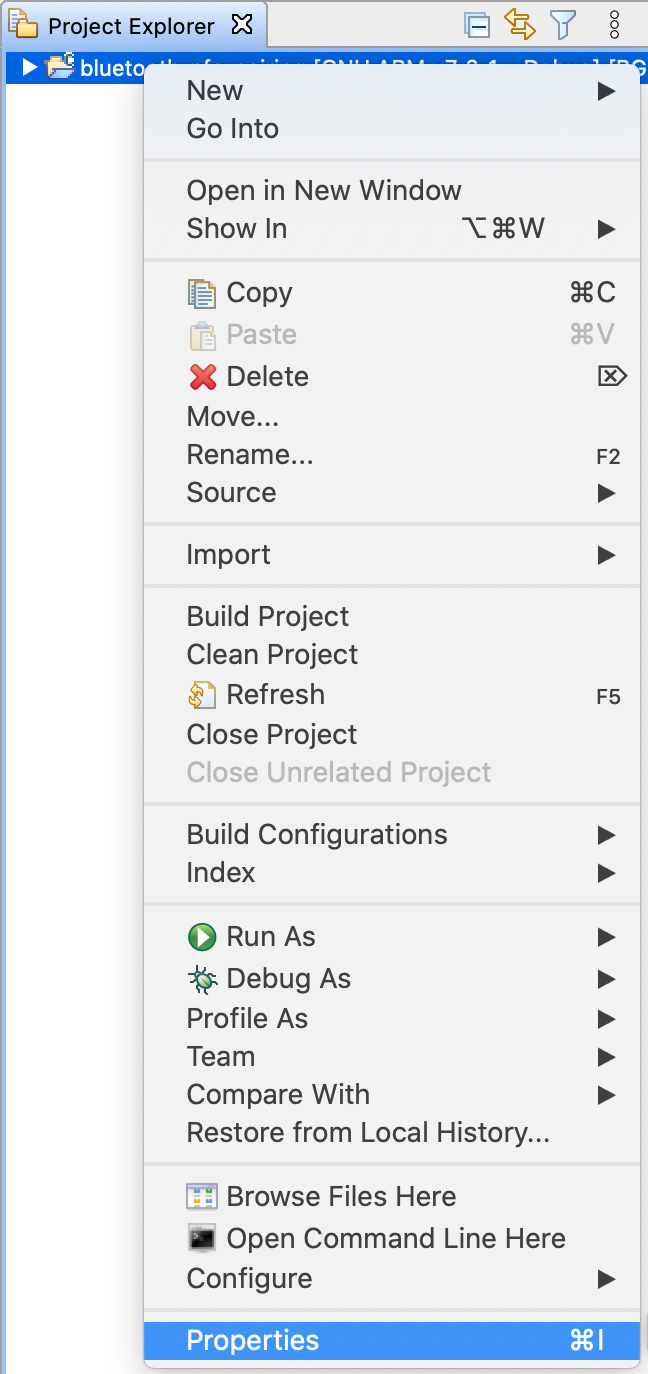 Project Explorer
New
Go Into
Open in New Window
Show In ⌥⌘W
Copy ⌘C
Paste ⌘V
Delete ⌦
Move...
Rename... F2
Source
Import
Build Project
Clean Project
Refresh F5
Close Project
Close Unrelated Project
Build Configurations
Index
Run As
Debug As
Profile As
Team
Compare With
Restore from Local History...
Browse Files Here
Open Command Line Here
Configure
Properties ⌘I